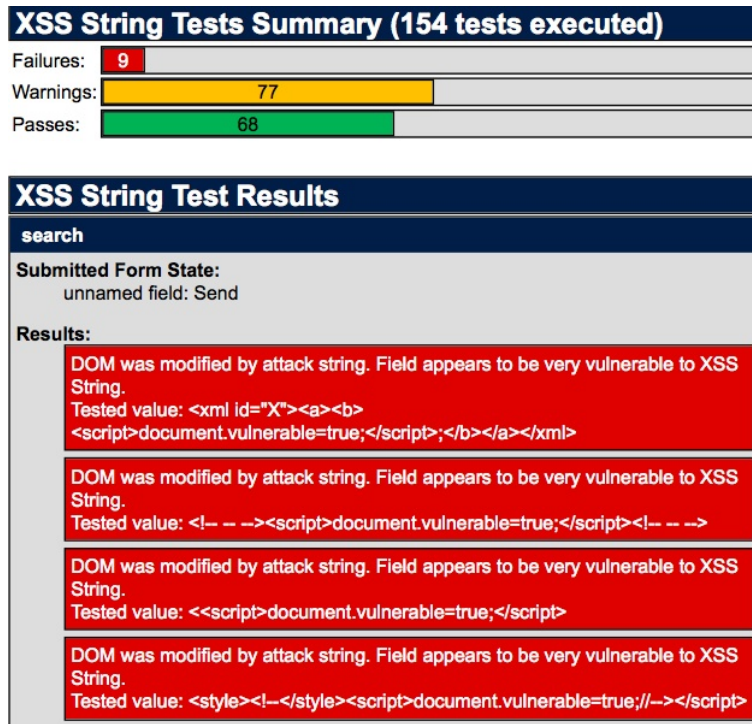 XSS String Tests Summary (154 tests executed)
Failures: 9
Warnings: 77
Passes: 68
XSS String Test Results
search
Submitted Form State:
unnamed field: Send
Results:
DOM was modified by attack string. Field appears to be very vulnerable to XSS
String.
Tested value: <xml id="X"><a><b>
<script>document.vulnerable=true;</script>;</b></a></xml>
DOM was modified by attack string. Field appears to be very vulnerable to XSS
String.
Tested value: <!-- -- --><script>document.vulnerable=true;</script><!-- -- -->
DOM was modified by attack string. Field appears to be very vulnerable to XSS
String.
Tested value: <<script>document.vulnerable=true;</script>
DOM was modified by attack string. Field appears to be very vulnerable to XSS
String.
Tested value: <style><!--</style><script>document.vulnerable=true;//--></script>